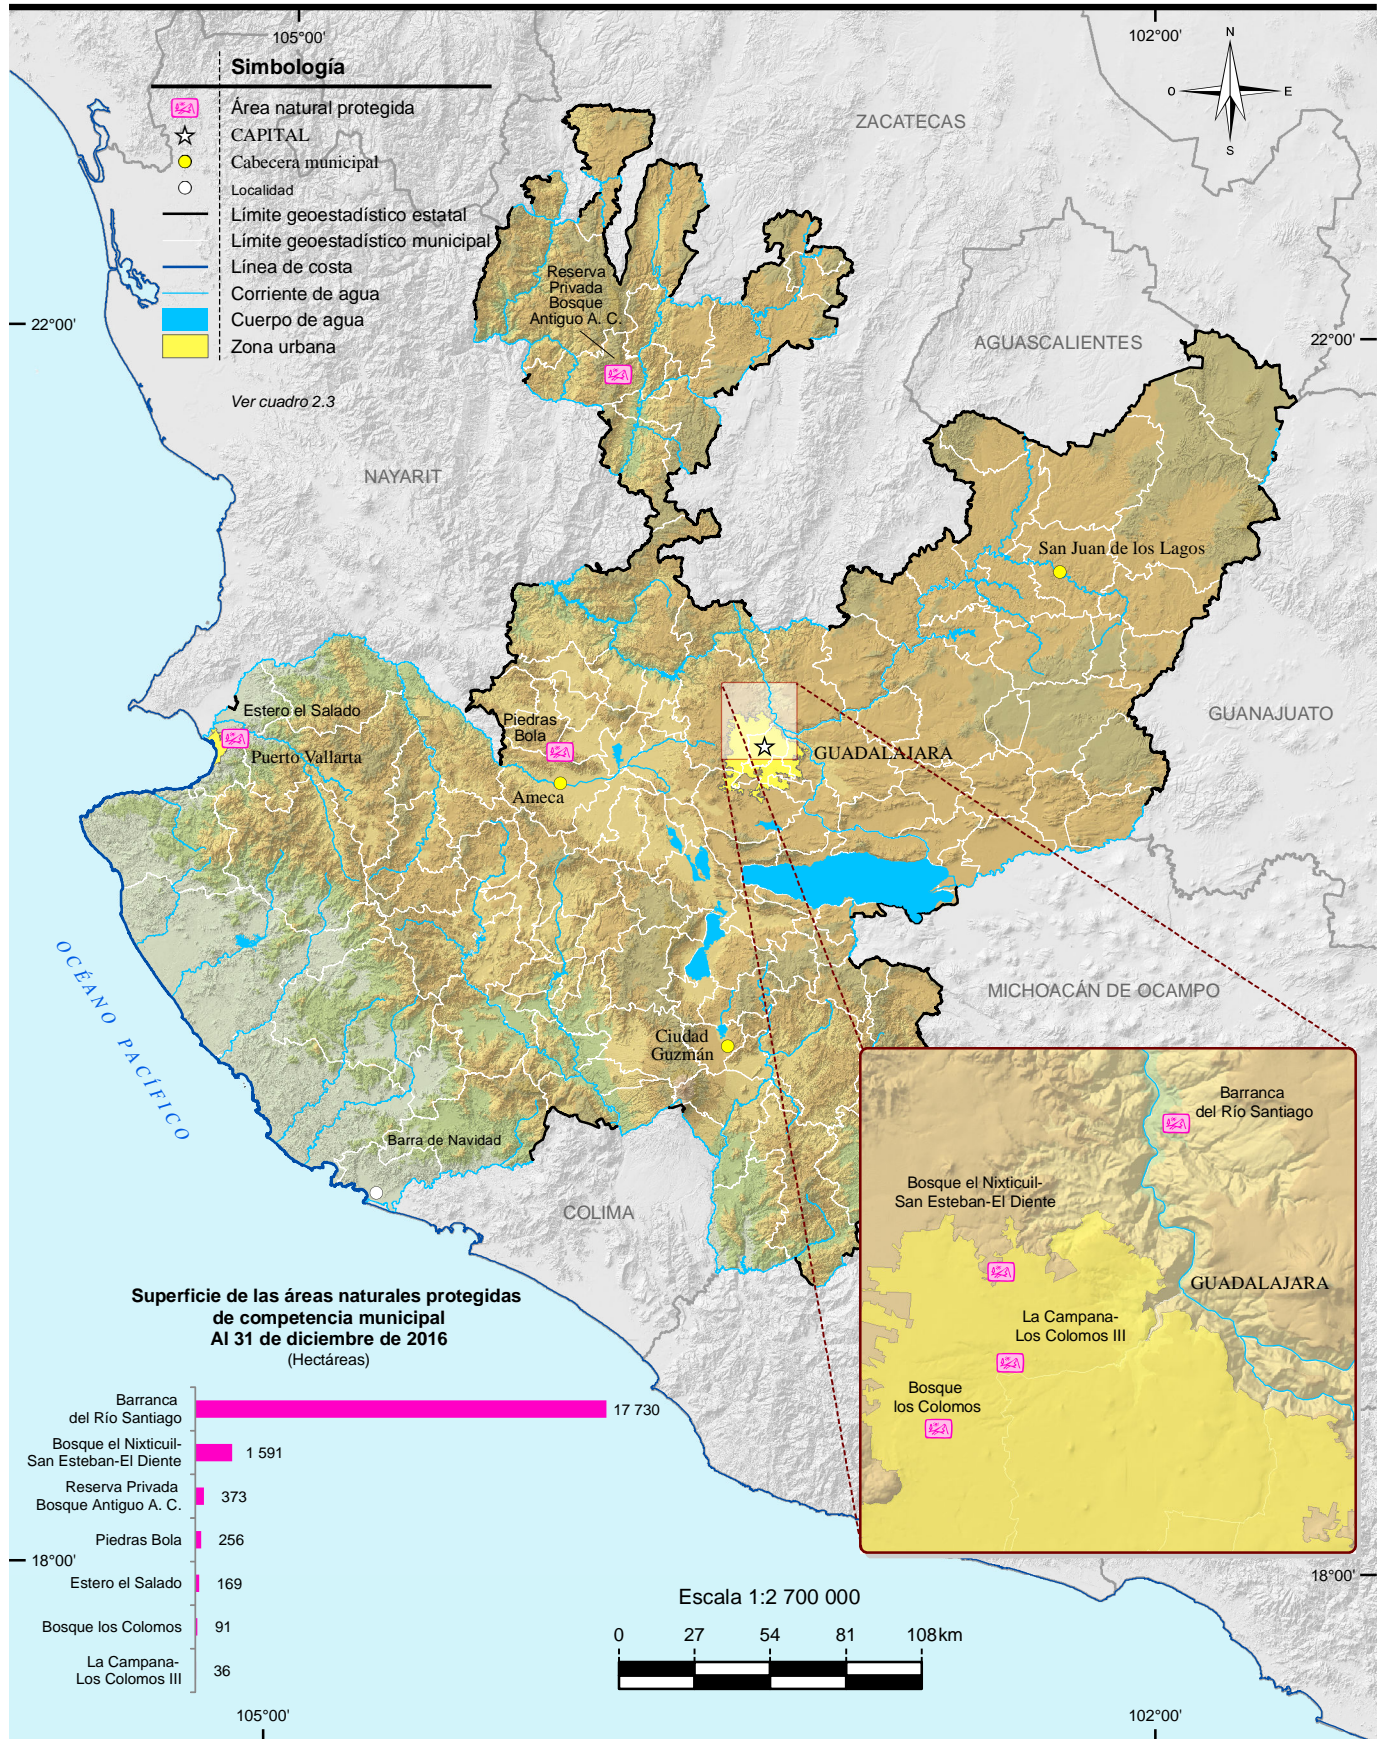 105°00'
102°00'
N
O
E
S
Simbología
Área natural protegida
CAPITAL
Cabecera municipal
Localidad
Límite geoestadístico estatal
Límite geoestadístico municipal
Línea de costa
Corriente de agua
Cuerpo de agua
Zona urbana
Ver cuadro 2.3
ZACATECAS
Reserva
Privada
Bosque
Antiguo A. C.
22°00'
22°00'
AGUASCALIENTES
NAYARIT
San Juan de los Lagos
GUANAJUATO
Estero el Salado
Puerto Vallarta
Piedras
Bola
Ameca
GUADALAJARA
OCÉANO PACÍFICO
MICHOACÁN DE OCAMPO
Ciudad
Guzmán
Barra de Navidad
COLIMA
Barranca
del Río Santiago
Bosque el Nixticuil-
San Esteban-El Diente
GUADALAJARA
La Campana-
Los Colomos III
Bosque
los Colomos
Superficie de las áreas naturales protegidas
de competencia municipal
Al 31 de diciembre de 2016
(Hectáreas)
Barranca
del Río Santiago
17 730
Bosque el Nixticuil-
San Esteban-El Diente
1 591
Reserva Privada
Bosque Antiguo A. C.
373
Piedras Bola
256
Estero el Salado
169
Bosque los Colomos
91
La Campana-
Los Colomos III
36
18°00'
18°00'
Escala 1:2 700 000
0 27 54 81 108 km
105°00'
102°00'